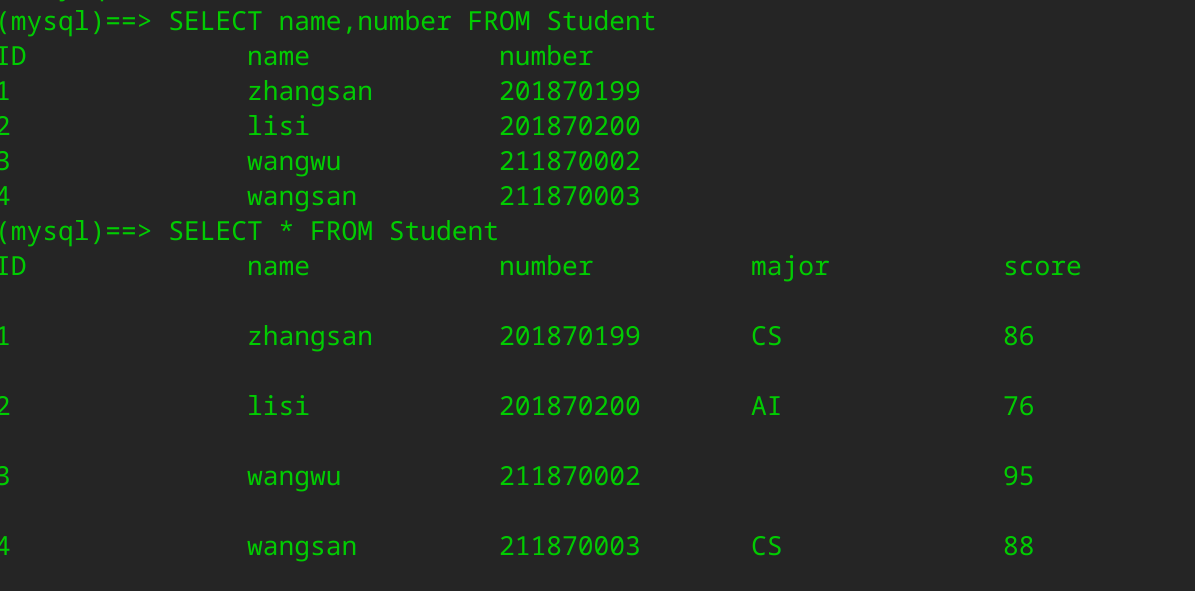 (mysql)==> SELECT name,number FROM Student
ID name number
1 zhangsan 201870199
2 lisi 201870200
3 wangwu 211870002
4 wangsan 211870003
(mysql)==> SELECT * FROM Student
ID name number major score
1 zhangsan 201870199 CS 86
2 lisi 201870200 AI 76
3 wangwu 211870002 95
4 wangsan 211870003 CS 88